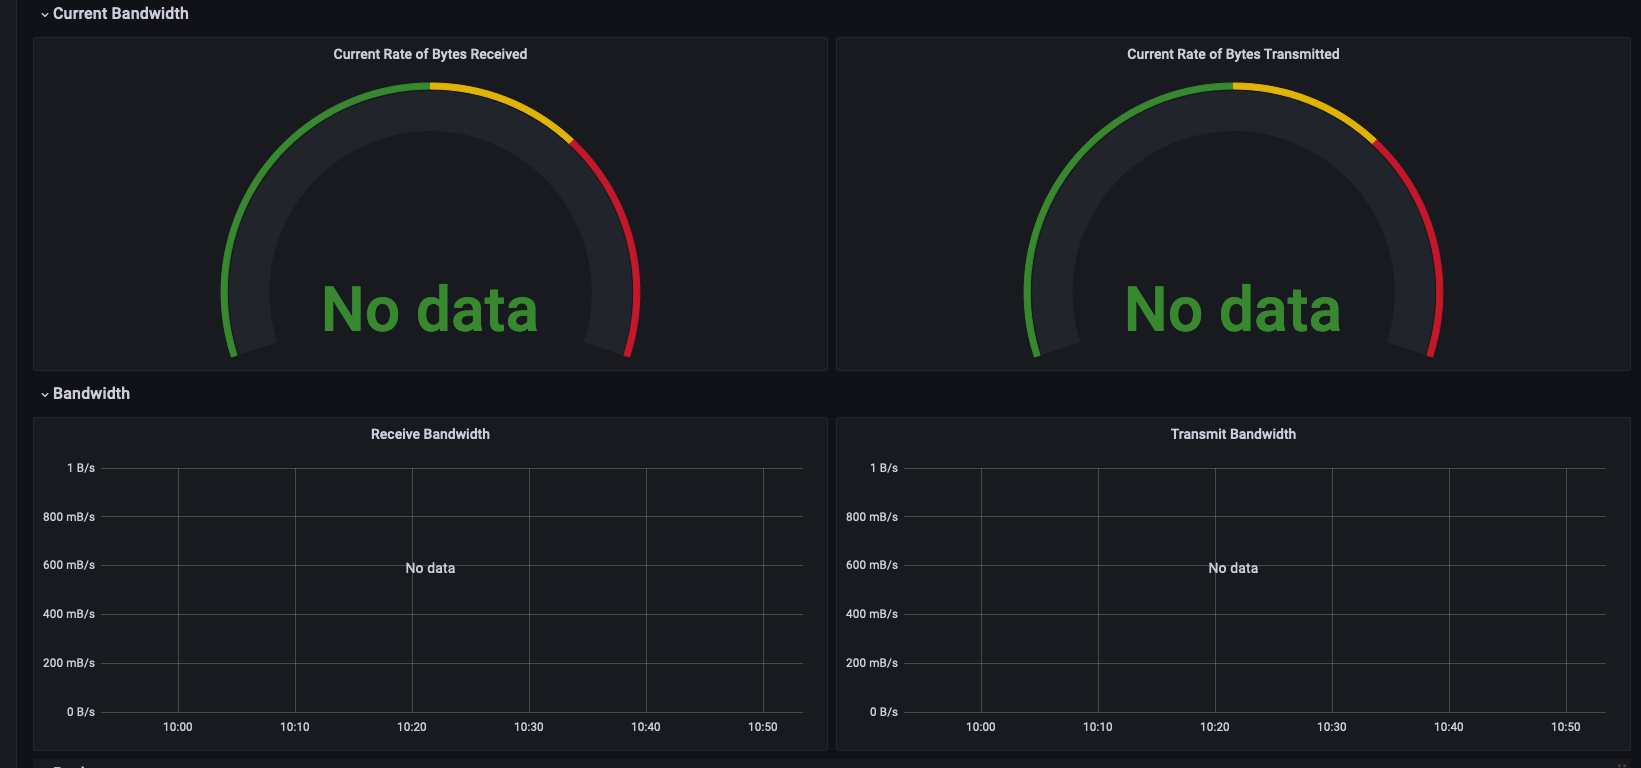 Current Bandwidth
Current Rate of Bytes Received
No data
Current Rate of Bytes Transmitted
No data
Bandwidth
Receive Bandwidth
1 B/s
800 mB/s
600 mB/s
400 mB/s
200 mB/s
0 B/s
No data
10:00 10:10 10:20 10:30 10:40 10:50
Transmit Bandwidth
1 B/s
800 mB/s
600 mB/s
400 mB/s
200 mB/s
0 B/s
No data
10:00 10:10 10:20 10:30 10:40 10:50